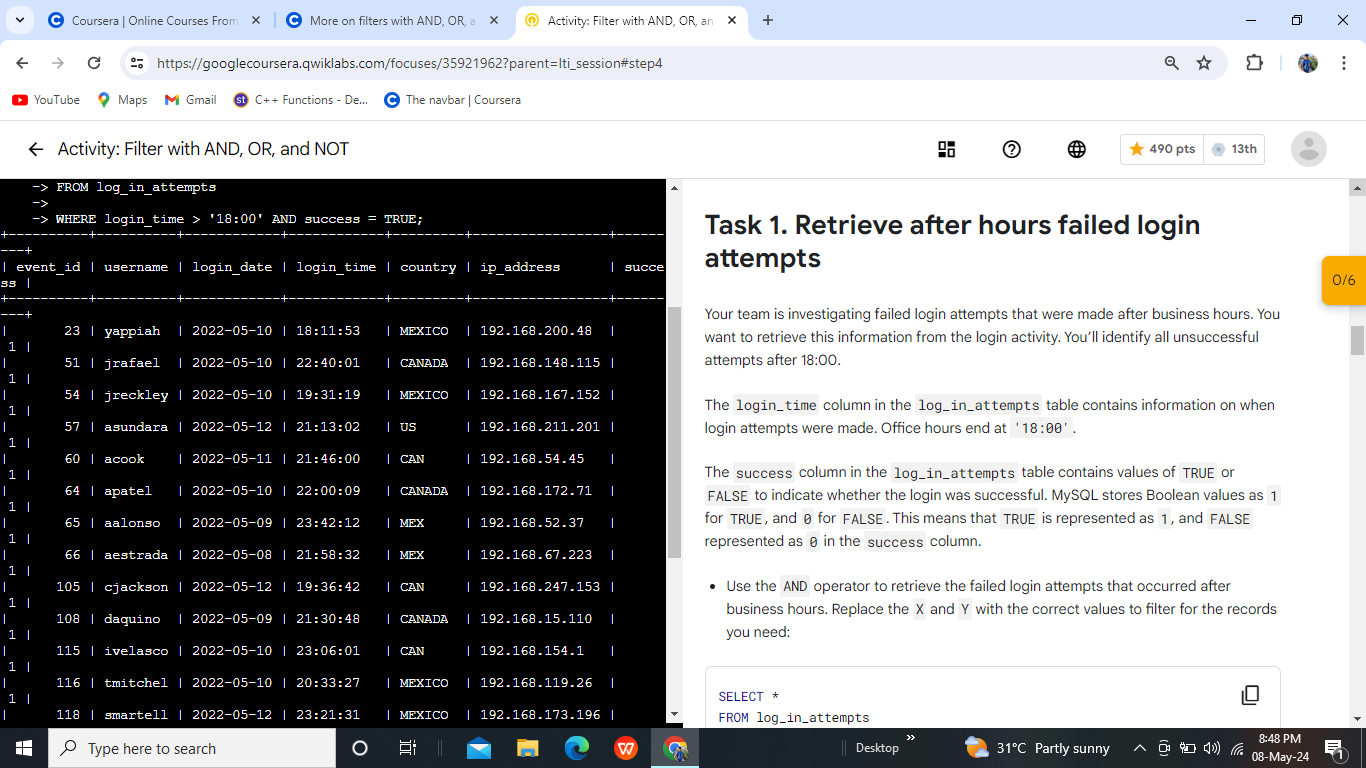 Coursera | Online Courses From
More on filters with AND, OR, a
Activity: Filter with AND, OR, an
https://googlecoursera.qwiklabs.com/focuses/35921962?parent=lti_session#step4
YouTube Maps Gmail st C++ Functions - De... The navbar | Coursera
Activity: Filter with AND, OR, and NOT
490 pts 13th
-> FROM log_in_attempts
->
-> WHERE login_time > '18:00' AND success = TRUE;
+----------+----------+------------+------------+---------+-----------------+------
---+
| event_id | username | login_date | login_time | country | ip_address | succe
ss |
+----------+----------+------------+------------+---------+-----------------+------
---+
| 23 | yappiah | 2022-05-10 | 18:11:53 | MEXICO | 192.168.200.48 |
1 |
| 51 | jrafael | 2022-05-10 | 22:40:01 | CANADA | 192.168.148.115 |
1 |
| 54 | jreckley | 2022-05-10 | 19:31:19 | MEXICO | 192.168.167.152 |
1 |
| 57 | asundara | 2022-05-12 | 21:13:02 | US | 192.168.211.201 |
1 |
| 60 | acook | 2022-05-11 | 21:46:00 | CAN | 192.168.54.45 |
1 |
| 64 | apatel | 2022-05-10 | 22:00:09 | CANADA | 192.168.172.71 |
1 |
| 65 | aalonso | 2022-05-09 | 23:42:12 | MEX | 192.168.52.37 |
1 |
| 66 | aestrada | 2022-05-08 | 21:58:32 | MEX | 192.168.67.223 |
1 |
| 105 | cjackson | 2022-05-12 | 19:36:42 | CAN | 192.168.247.153 |
1 |
| 108 | daquino | 2022-05-09 | 21:30:48 | CANADA | 192.168.15.110 |
1 |
| 115 | ivelasco | 2022-05-10 | 23:06:01 | CAN | 192.168.154.1 |
1 |
| 116 | tmitchel | 2022-05-10 | 20:33:27 | MEXICO | 192.168.119.26 |
1 |
| 118 | smartell | 2022-05-12 | 23:21:31 | MEXICO | 192.168.173.196 |
Task 1. Retrieve after hours failed login
attempts
0/6
Your team is investigating failed login attempts that were made after business hours. You
want to retrieve this information from the login activity. You'll identify all unsuccessful
attempts after 18:00.
The login_time column in the log_in_attempts table contains information on when
login attempts were made. Office hours end at '18:00'.
The success column in the log_in_attempts table contains values of TRUE or
FALSE to indicate whether the login was successful. MySQL stores Boolean values as 1
for TRUE, and 0 for FALSE. This means that TRUE is represented as 1, and FALSE
represented as 0 in the success column.
• Use the AND operator to retrieve the failed login attempts that occurred after
business hours. Replace the X and Y with the correct values to filter for the records
you need:
SELECT *
FROM log_in_attempts
Type here to search
Desktop
31°C Partly sunny
8:48 PM
08-May-24
1